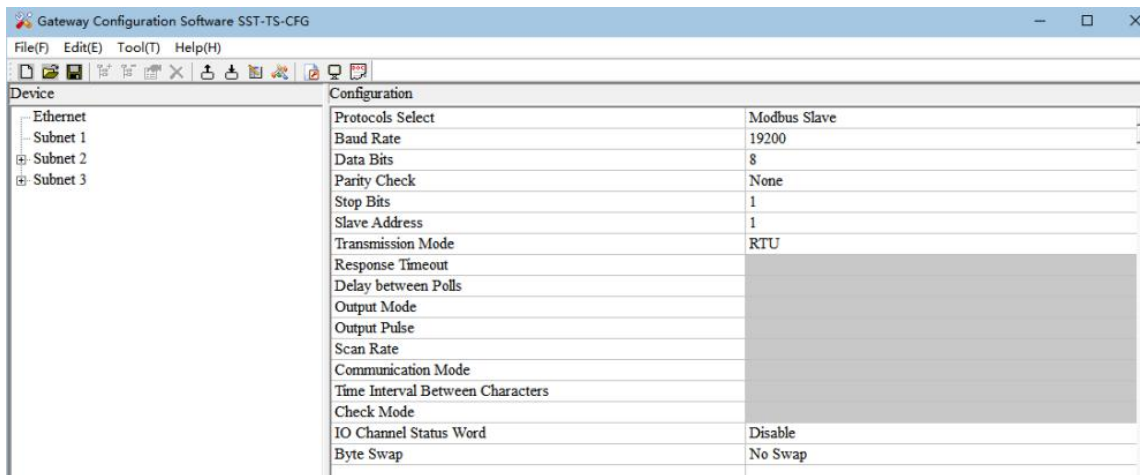 Gateway Configuration Software SST-TS-CFG
File(F) Edit(E) Tool(T) Help(H)
Device
Configuration
Ethernet
Subnet 1
Subnet 2
Subnet 3
Protocols Select Modbus Slave
Baud Rate 19200
Data Bits 8
Parity Check None
Stop Bits 1
Slave Address 1
Transmission Mode RTU
Response Timeout
Delay between Polls
Output Mode
Output Pulse
Scan Rate
Communication Mode
Time Interval Between Characters
Check Mode
IO Channel Status Word Disable
Byte Swap No Swap